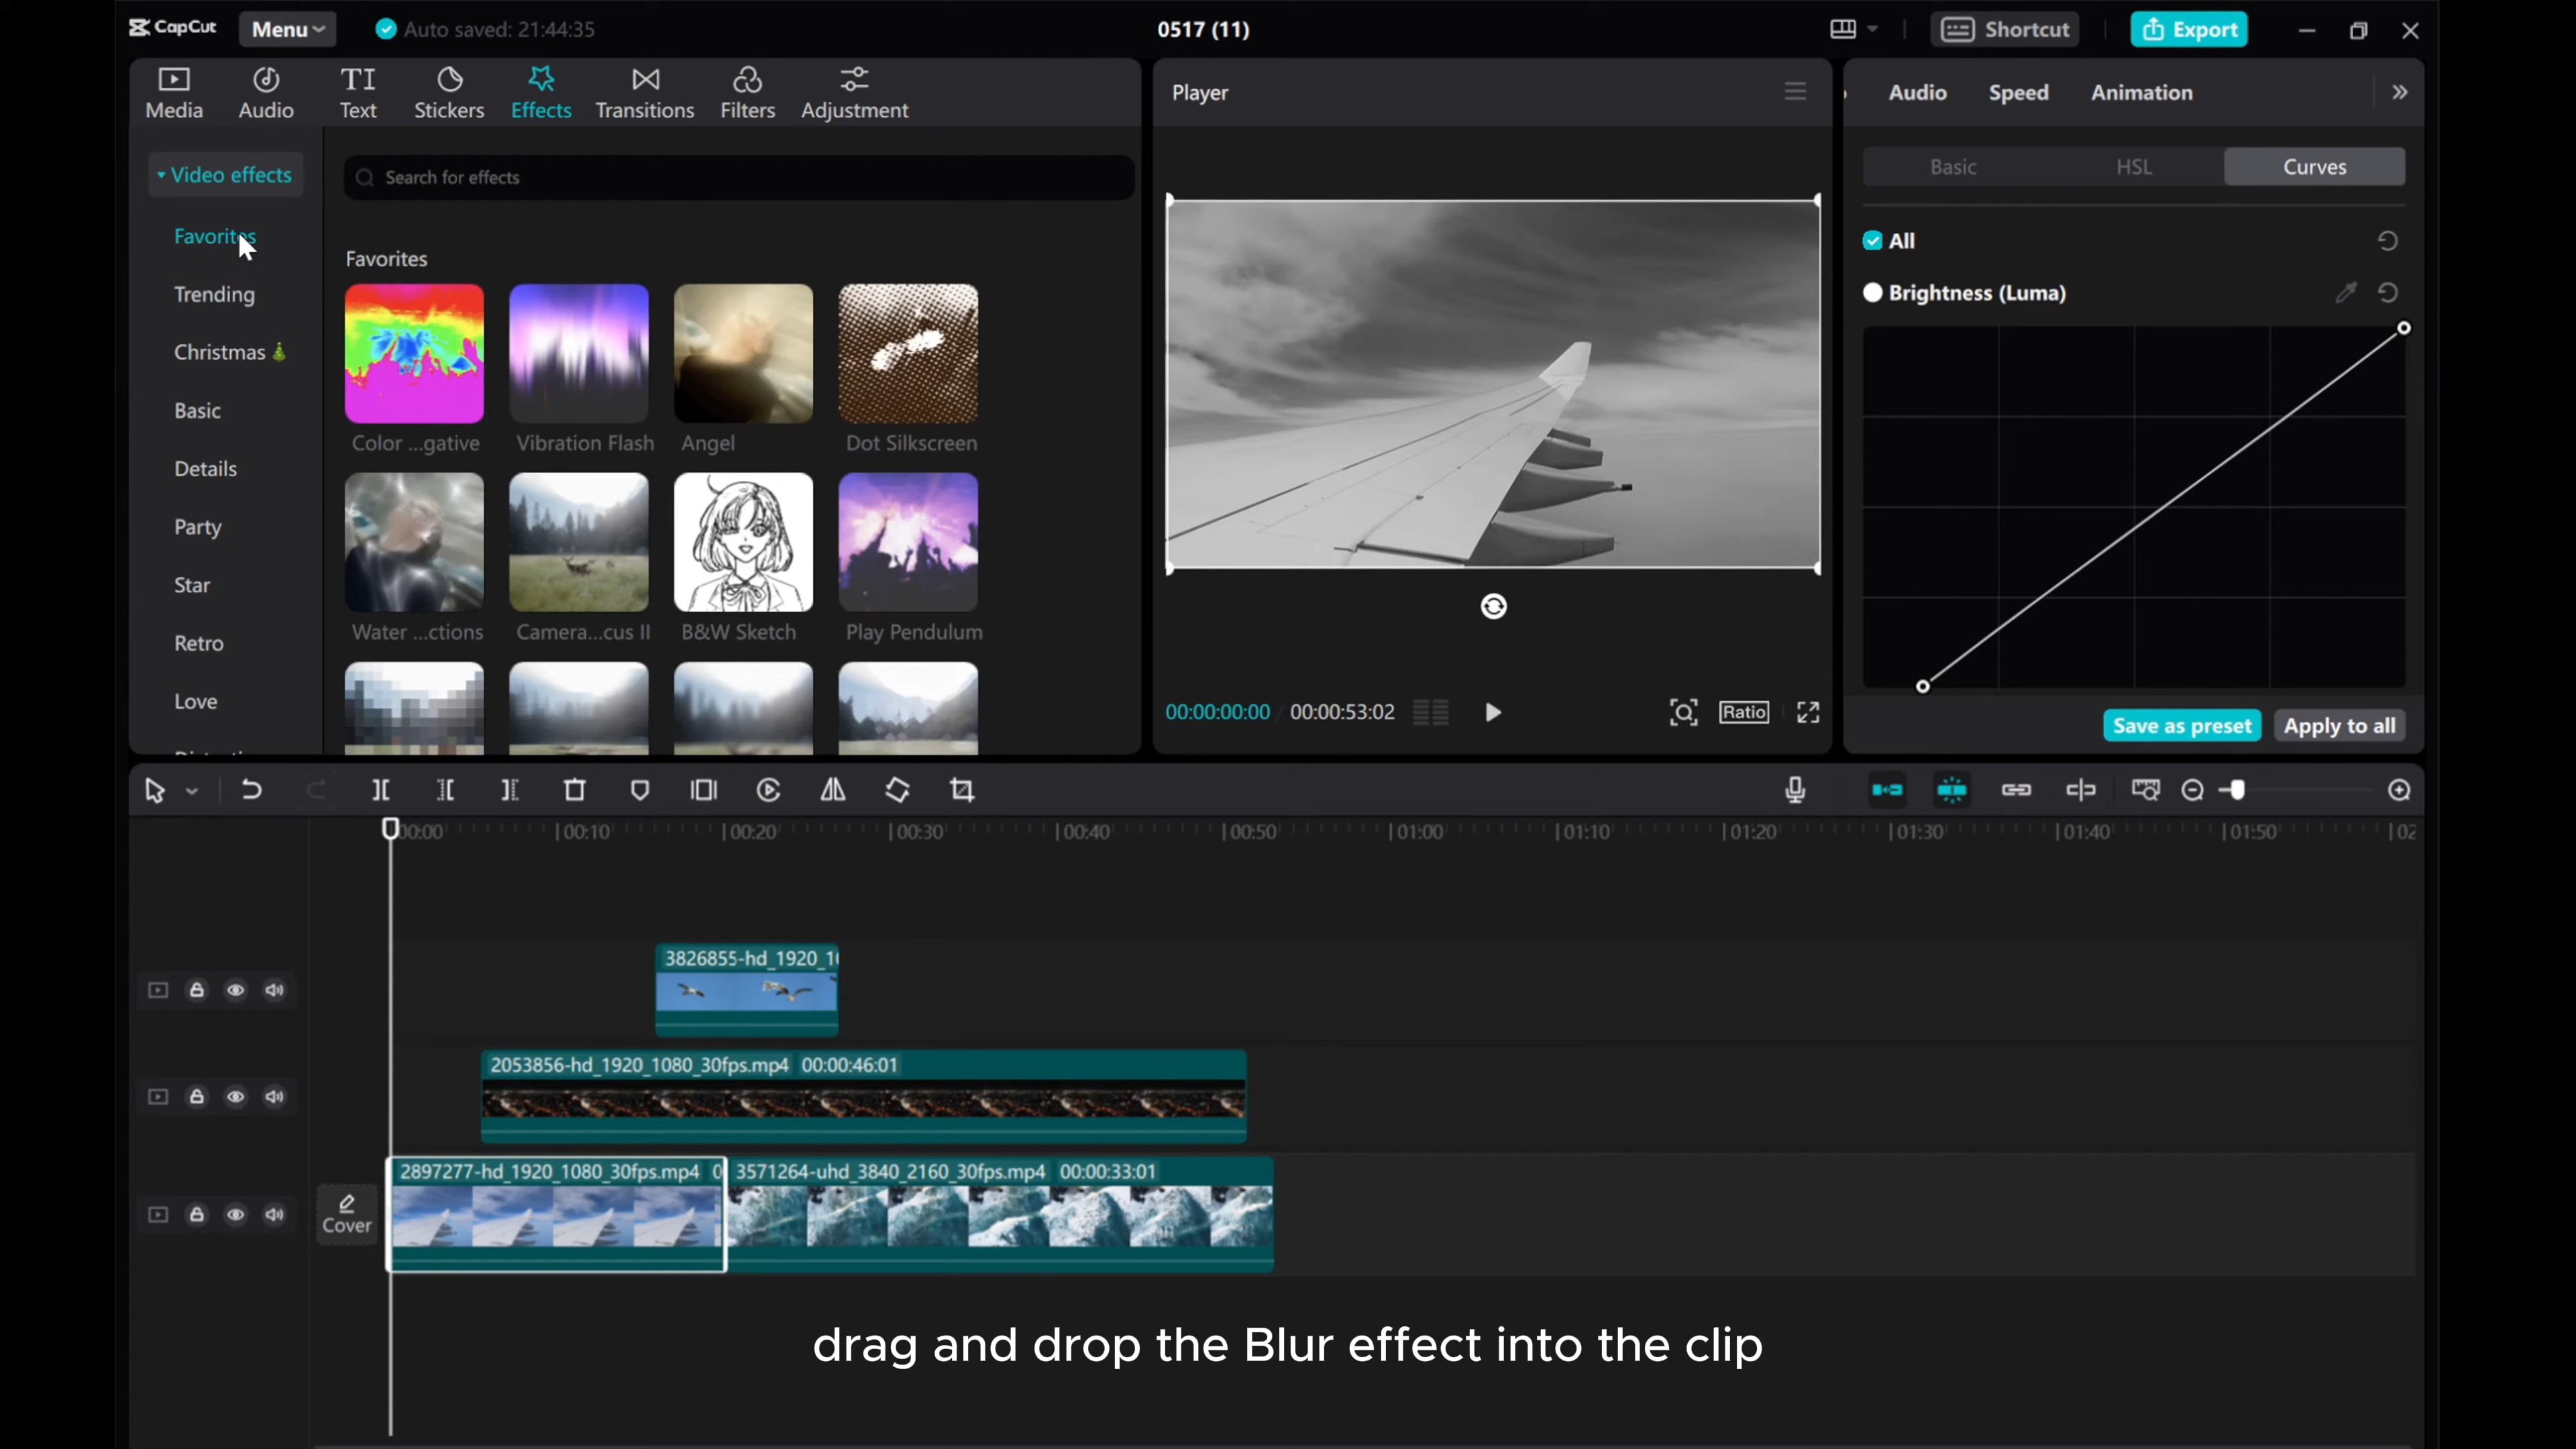 CapCut
Menu
Auto saved: 21:44:35
0517 (11)
Shortcut
Export
Media
Audio
TI
Text
Stickers
Effects
Transitions
Filters
Adjustment
Video effects
Favorites
Trending
Christmas
Basic
Details
Party
Star
Retro
Love
Search for effects
Favorites
Color ...gative
Vibration Flash
Angel
Dot Silkscreen
Water ...ctions
Camera...cus II
B&W Sketch
Play Pendulum
Player
00:00:00:00 / 00:00:53:02
Ratio
Audio
Speed
Animation
Basic
HSL
Curves
All
Brightness (Luma)
Save as preset
Apply to all
00:00
00:10
00:20
00:30
00:40
00:50
01:00
01:10
01:20
01:30
01:40
01:50
02
3826855-hd_1920_10
2053856-hd_1920_1080_30fps.mp4 00:00:46:01
2897277-hd_1920_1080_30fps.mp4 0
3571264-uhd_3840_2160_30fps.mp4 00:00:33:01
Cover
drag and drop the Blur effect into the clip